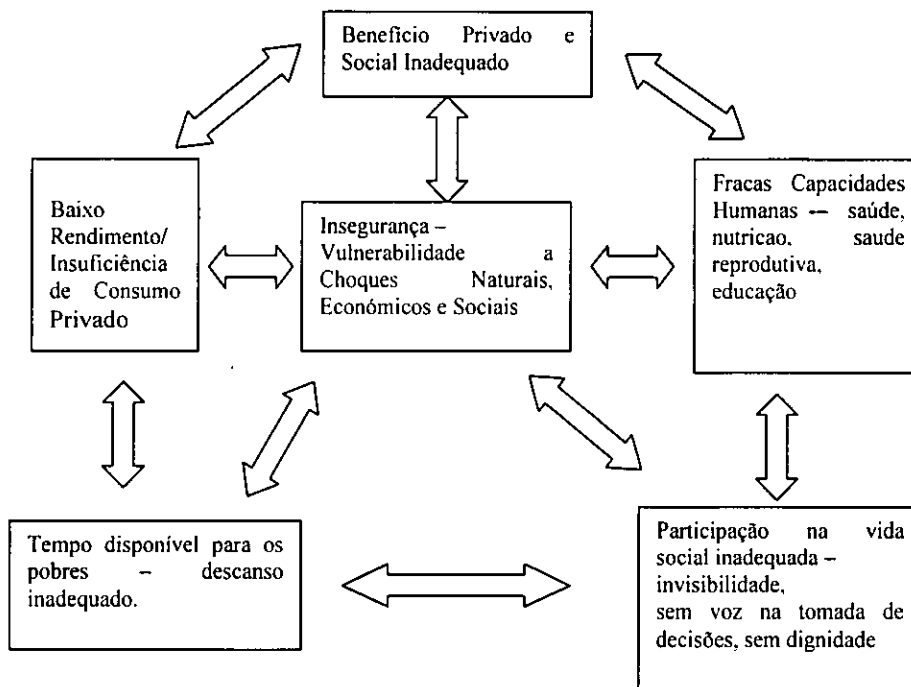 Beneficio Privado e
Social Inadequado
Baixo
Rendimento/
Insuficiência
de Consumo
Privado
Insegurança –
Vulnerabilidade a
Choques Naturais,
Económicos e Sociais
Fracas Capacidades
Humanas — saúde,
nutricao, saude
reprodutiva,
educação
Tempo disponível para os
pobres – descanso
inadequado.
Participação na vida
social inadequada –
invisibilidade,
sem voz na tomada de
decisões, sem dignidade